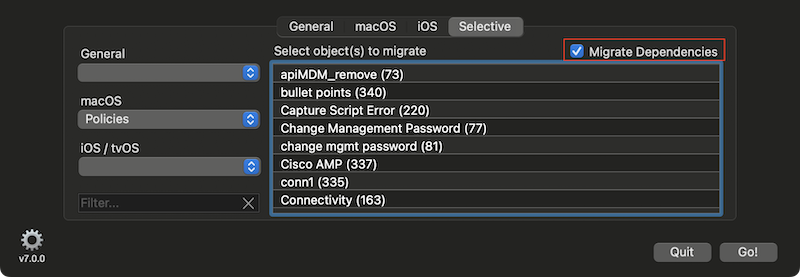 General macOS iOS Selective
General
Select object(s) to migrate
Migrate Dependencies
macOS
Policies
iOS / tvOS
Filter...
apiMDM_remove (73)
bullet points (340)
Capture Script Error (220)
Change Management Password (77)
change mgmt password (81)
Cisco AMP (337)
conn1 (335)
Connectivity (163)
v7.0.0
Quit
Go!